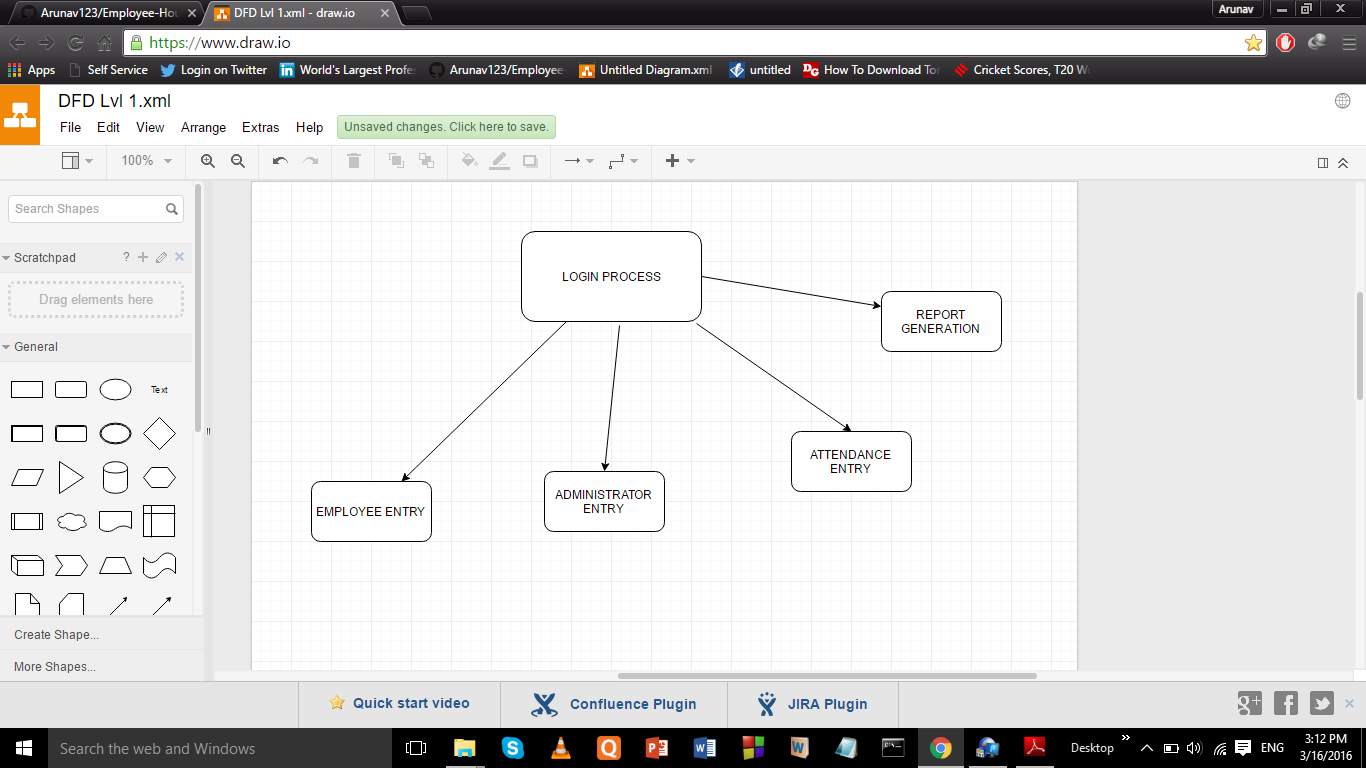 Arunav123/Employee-Hou
DFD Lvl 1.xml - draw.io
Arunav
https://www.draw.io
Apps
Self Service
Login on Twitter
World's Largest Profes
Arunav123/Employee
Untitled Diagram.xml
untitled
How To Download Tor
Cricket Scores, T20 W
DFD Lvl 1.xml
File
Edit
View
Arrange
Extras
Help
Unsaved changes. Click here to save.
100%
Search Shapes
Scratchpad
?
Drag elements here
General
Text
Create Shape...
More Shapes...
LOGIN PROCESS
REPORT
GENERATION
ATTENDANCE
ENTRY
ADMINISTRATOR
ENTRY
EMPLOYEE ENTRY
Quick start video
Confluence Plugin
JIRA Plugin
Search the web and Windows
Desktop
ENG
3:12 PM
3/16/2016